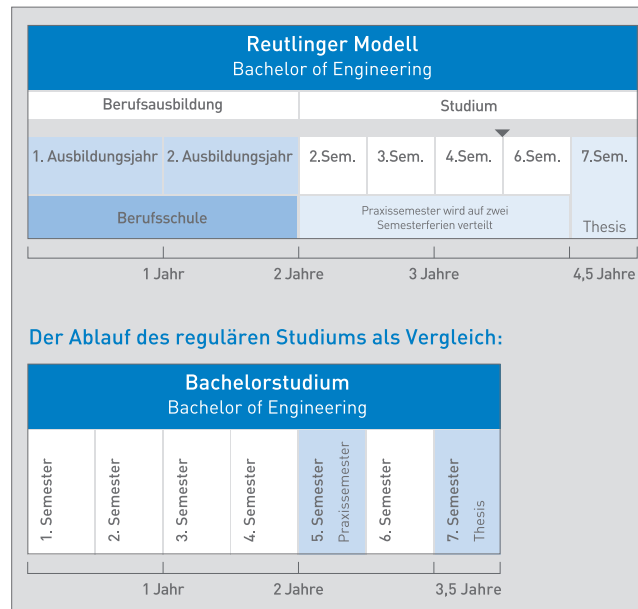 Reutlinger Modell
Bachelor of Engineering
Berufsausbildung
Studium
1. Ausbildungsjahr
2. Ausbildungsjahr
2.Sem.
3.Sem.
4.Sem.
6.Sem.
7.Sem.
Berufsschule
Praxissemester wird auf zwei
Semesterferien verteilt
Thesis
1 Jahr
2 Jahre
3 Jahre
4,5 Jahre
Der Ablauf des regulären Studiums als Vergleich:
Bachelorstudium
Bachelor of Engineering
1. Semester
2. Semester
3. Semester
4. Semester
5. Semester
Praxissemester
6. Semester
7. Semester
Thesis
1 Jahr
2 Jahre
3,5 Jahre